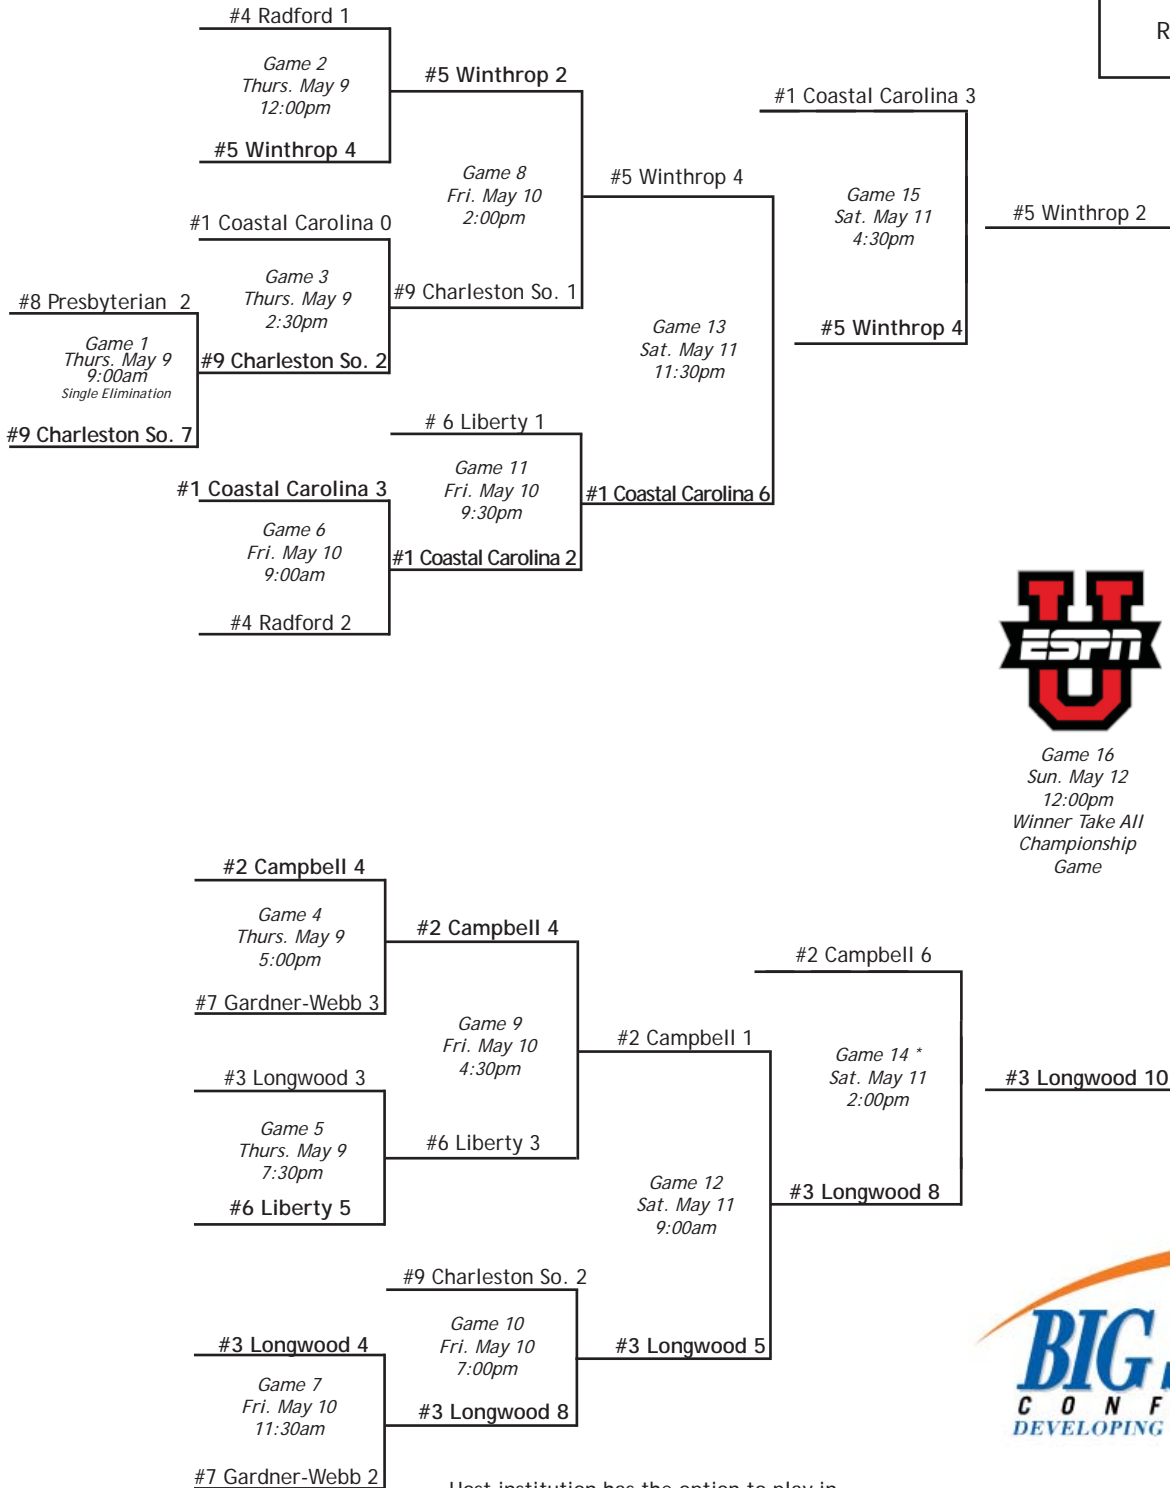 #4 Radford 1
Game 2
Thurs. May 9
12:00pm
#5 Winthrop 4
#5 Winthrop 2
Game 8
Fri. May 10
2:00pm
#1 Coastal Carolina 0
Game 3
Thurs. May 9
2:30pm
#9 Charleston So. 1
#8 Presbyterian 2
Game 1
Thurs. May 9
9:00am
Single Elimination
#9 Charleston So. 2
#9 Charleston So. 7
#5 Winthrop 4
Game 13
Sat. May 11
11:30pm
# 6 Liberty 1
Game 11
Fri. May 10
9:30pm
#1 Coastal Carolina 6
#1 Coastal Carolina 3
Game 6
Fri. May 10
9:00am
#1 Coastal Carolina 2
#4 Radford 2
R
#1 Coastal Carolina 3
Game 15
Sat. May 11
4:30pm
#5 Winthrop 4
#5 Winthrop 2
U
ESPN
Game 16
Sun. May 12
12:00pm
Winner Take All
Championship
Game
#2 Campbell 4
Game 4
Thurs. May 9
5:00pm
#7 Gardner-Webb 3
#2 Campbell 4
Game 9
Fri. May 10
4:30pm
#3 Longwood 3
Game 5
Thurs. May 9
7:30pm
#6 Liberty 5
#6 Liberty 3
#2 Campbell 1
Game 12
Sat. May 11
9:00am
#2 Campbell 6
Game 14 *
Sat. May 11
2:00pm
#3 Longwood 8
#3 Longwood 10
#9 Charleston So. 2
Game 10
Fri. May 10
7:00pm
#3 Longwood 5
#3 Longwood 4
Game 7
Fri. May 10
11:30am
#3 Longwood 8
#7 Gardner-Webb 2
BIG
C O N F
DEVELOPING
Host institution has the option to play in